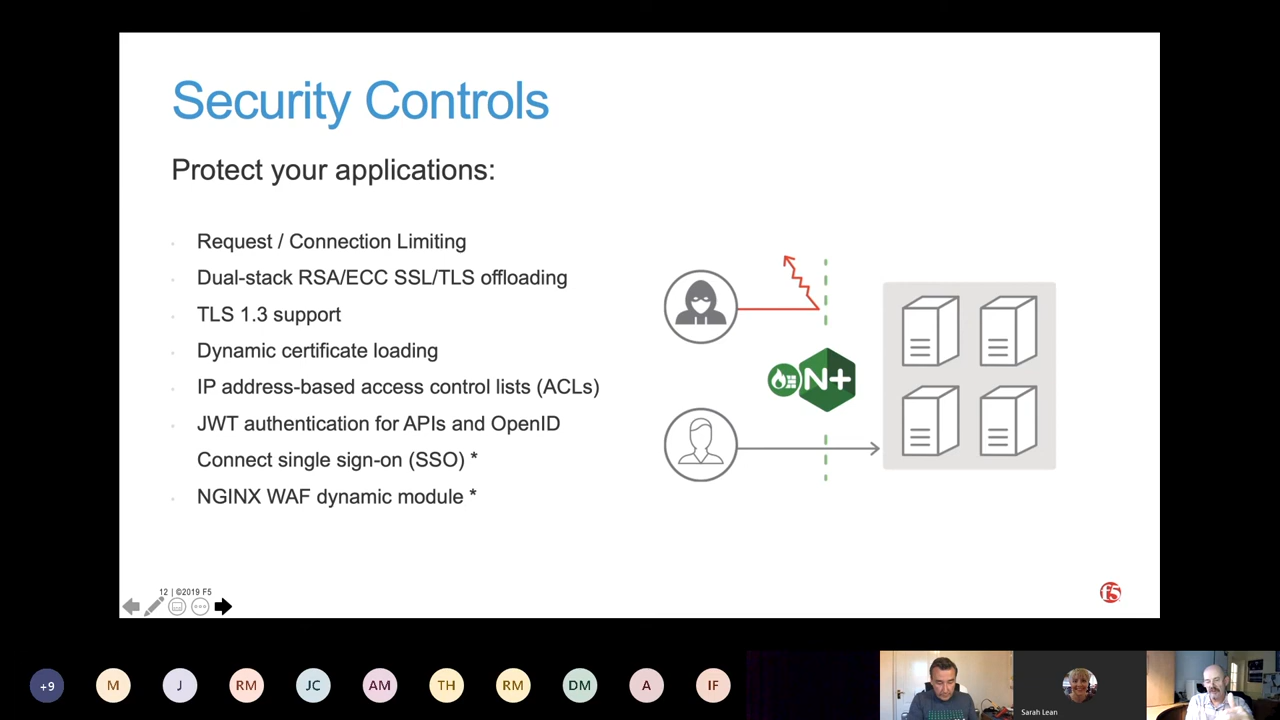 Security Controls
Protect your applications:
Request / Connection Limiting
Dual-stack RSA/ECC SSL/TLS offloading
TLS 1.3 support
Dynamic certificate loading
IP address-based access control lists (ACLs)
JWT authentication for APIs and OpenID
Connect single sign-on (SSO) *
NGINX WAF dynamic module *
N+
12 | ©2019 F5
f5
+9
M
J
RM
JC
AM
TH
RM
DM
A
IF
Sarah Lean